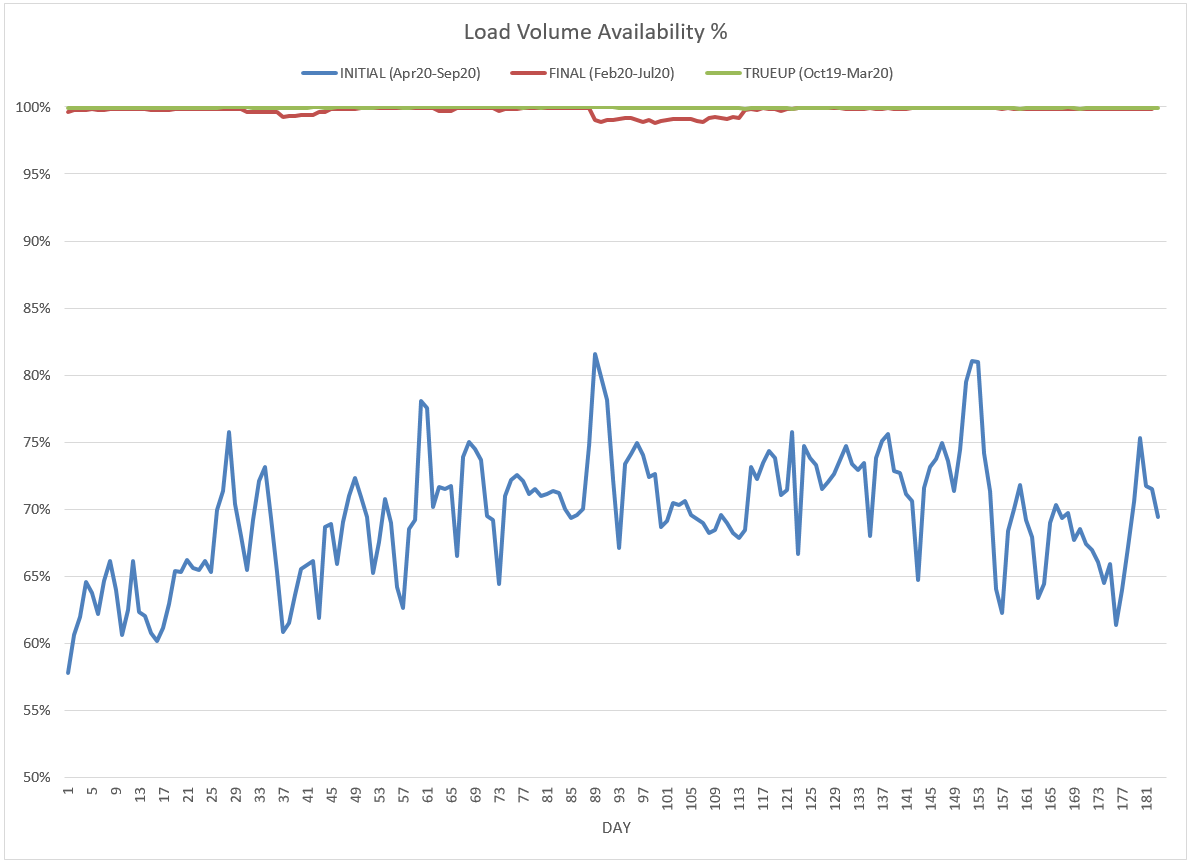 Load Volume Availability %
INITIAL (Apr20-Sep20) FINAL (Feb20-Jul20) TRUEUP (Oct19-Mar20)
100%
95%
90%
85%
80%
75%
70%
65%
60%
55%
50%
1 5 9 13 17 21 25 29 33 37 41 45 49 53 57 61 65 69 73 77 81 85 89 93 97 101 105 109 113 117 121 125 129 133 137 141 145 149 153 157 161 165 169 173 177 181
DAY